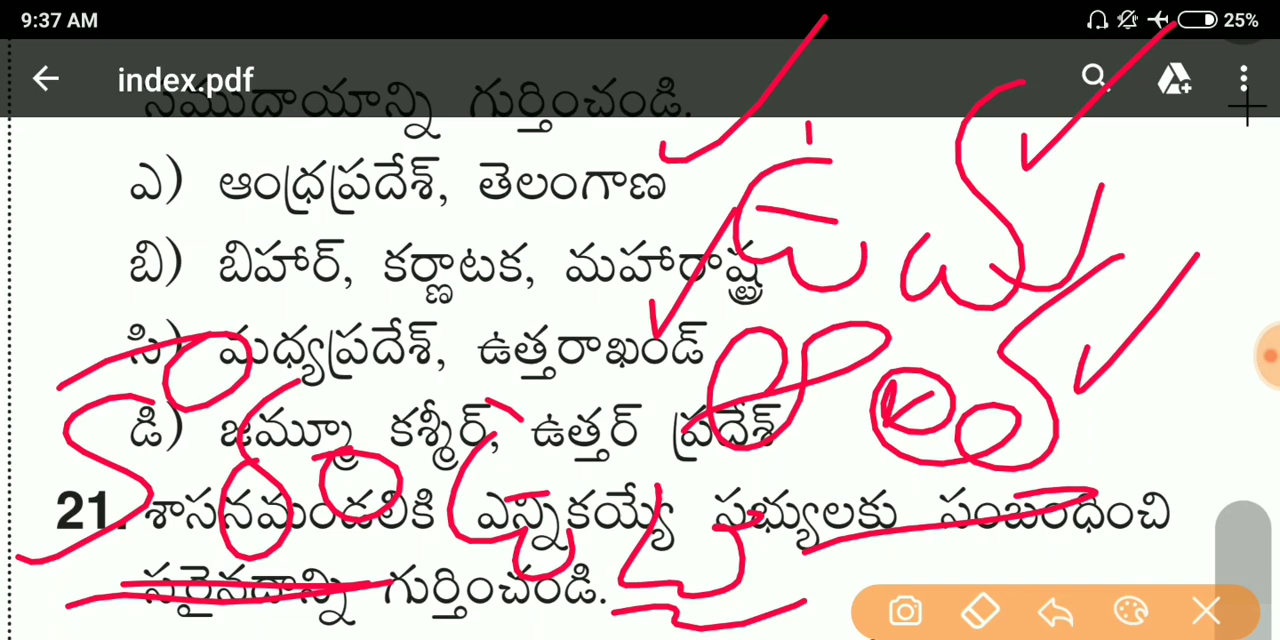 9:37 AM 25%
index.pdf
సముదాయాన్ని గుర్తించండి.
ఎ) ఆంధ్రప్రదేశ్, తెలంగాణ
బి) బిహార్, కర్ణాటక, మహారాష్ట్ర
సి) మధ్యప్రదేశ్, ఉత్తరాఖండ్
డి) జమ్మూ కశ్మీర్, ఉత్తర్ ప్రదేశ్
21. శాసనమండలికి ఎన్నికయ్యే సభ్యులకు సంబంధించి
సరైనదాన్ని గుర్తించండి.